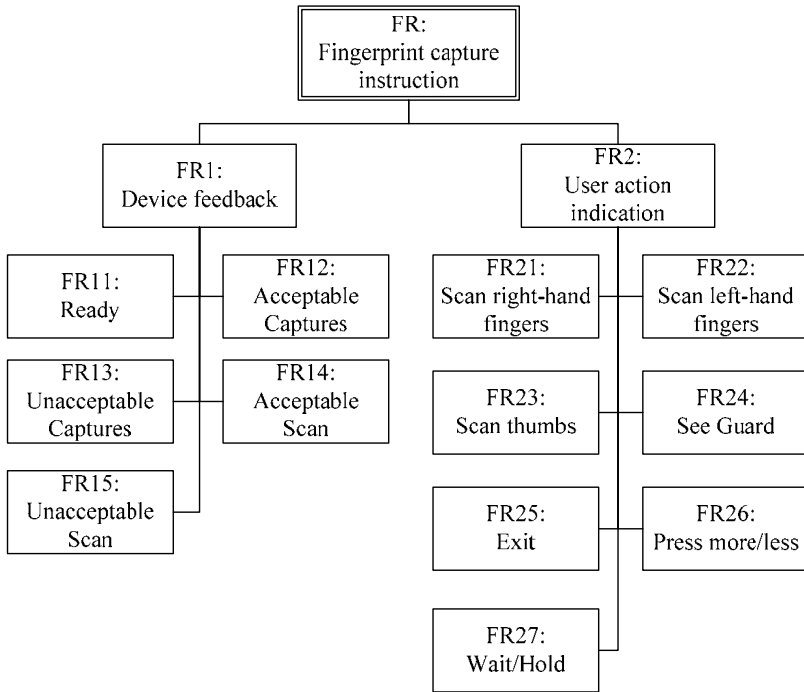 FR:
Fingerprint capture
instruction
FR1:
Device feedback
FR2:
User action
indication
FR11:
Ready
FR12:
Acceptable
Captures
FR13:
Unacceptable
Captures
FR14:
Acceptable
Scan
FR15:
Unacceptable
Scan
FR21:
Scan right-hand
fingers
FR22:
Scan left-hand
fingers
FR23:
Scan thumbs
FR24:
See Guard
FR25:
Exit
FR26:
Press more/less
FR27:
Wait/Hold